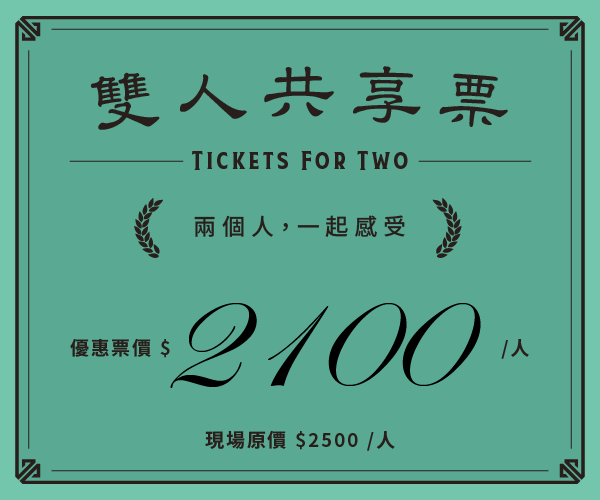 雙人共享票
TICKETS FOR TWO
兩個人，一起感受
優惠票價 $ 2100 /人
現場原價 $2500 /人